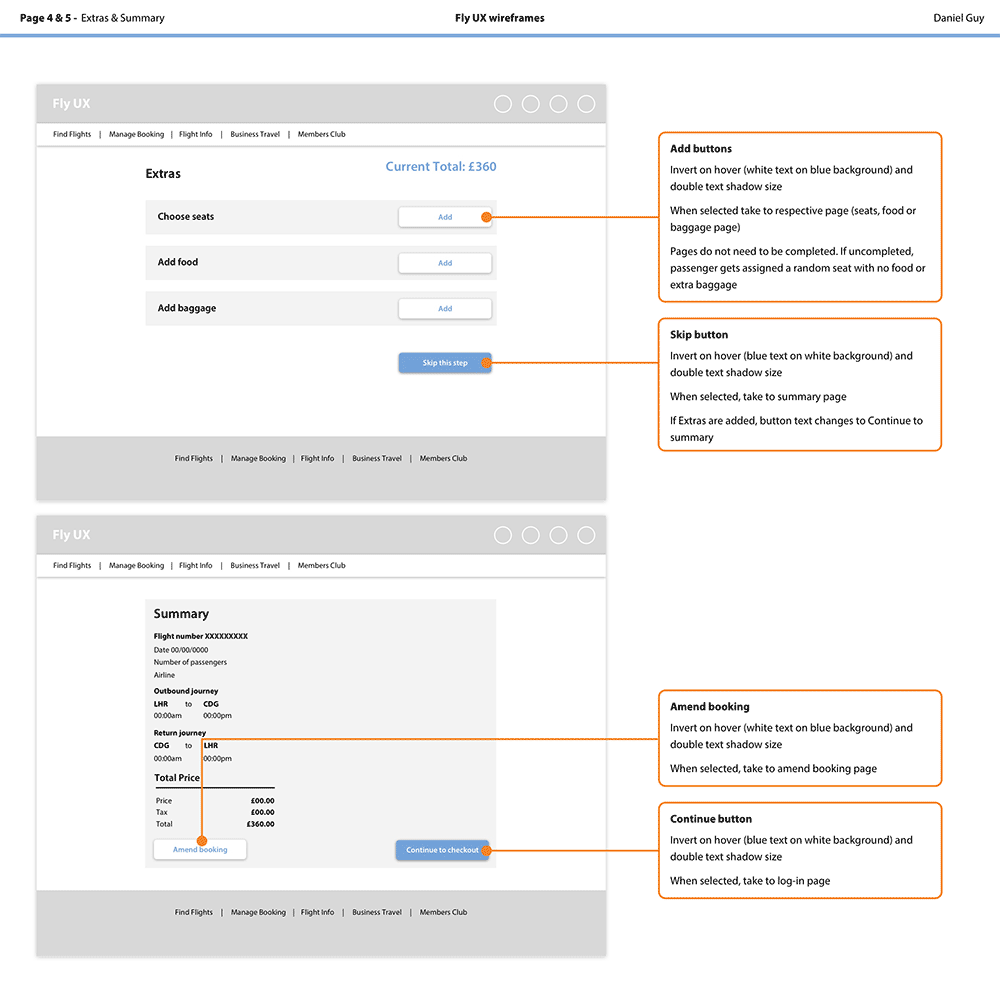 Page 4 & 5 - Extras & Summary
Fly UX wireframes
Daniel Guy
Fly UX
Find Flights | Manage Booking | Flight Info | Business Travel | Members Club
Extras
Current Total: £360
Choose seats
Add
Add food
Add
Add baggage
Add
Skip this step
Find Flights | Manage Booking | Flight Info | Business Travel | Members Club
Add buttons
Invert on hover (white text on blue background) and
double text shadow size
When selected take to respective page (seats, food or
baggage page)
Pages do not need to be completed. If uncompleted,
passenger gets assigned a random seat with no food or
extra baggage
Skip button
Invert on hover (blue text on white background) and
double text shadow size
When selected, take to summary page
If Extras are added, button text changes to Continue to
summary
Fly UX
Find Flights | Manage Booking | Flight Info | Business Travel | Members Club
Summary
Flight number XXXXXXXXX
Date 00/00/0000
Number of passengers
Airline
Outbound journey
LHR to CDG
00:00am 00:00pm
Return journey
CDG to LHR
00:00am 00:00pm
Total Price
Price £00.00
Tax £00.00
Total £360.00
Amend booking
Continue to checkout
Find Flights | Manage Booking | Flight Info | Business Travel | Members Club
Amend booking
Invert on hover (white text on blue background) and
double text shadow size
When selected, take to amend booking page
Continue button
Invert on hover (blue text on white background) and
double text shadow size
When selected, take to log-in page